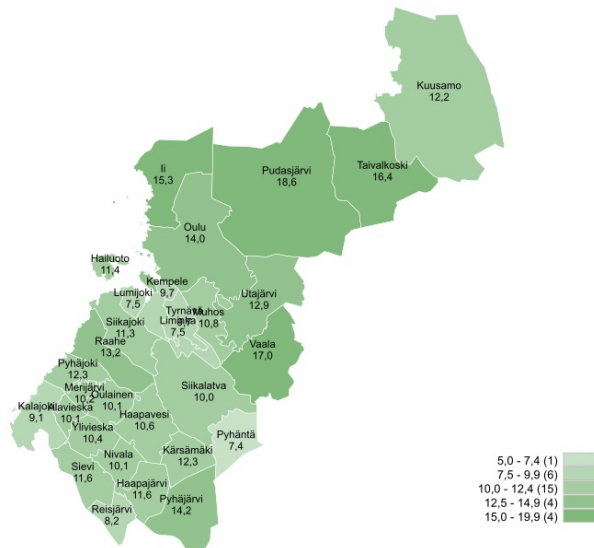 Kuusamo
12,2
Ii
15,3
Pudasjärvi
18,6
Taivalkoski
16,4
Oulu
14,0
Hailuoto
11,4
Kempele
9,7
Lumijoki
7,5
Utajärvi
12,9
Tyrnävä
Muhos
10,8
Liminka
7,5
Siikajoki
11,3
Raahe
13,2
Vaala
17,0
Pyhäjoki
12,3
Siikalatva
10,0
Merijärvi
10,2
Oulainen
10,1
Kalajoki
9,1
Alavieska
10,1
Haapavesi
10,6
Ylivieska
10,4
Pyhäntä
7,4
Kärsämäki
12,3
Nivala
10,1
Sievi
11,6
Haapajärvi
11,6
Pyhäjärvi
14,2
Reisjärvi
8,2
5,0 - 7,4 (1)
7,5 - 9,9 (6)
10,0 - 12,4 (15)
12,5 - 14,9 (4)
15,0 - 19,9 (4)